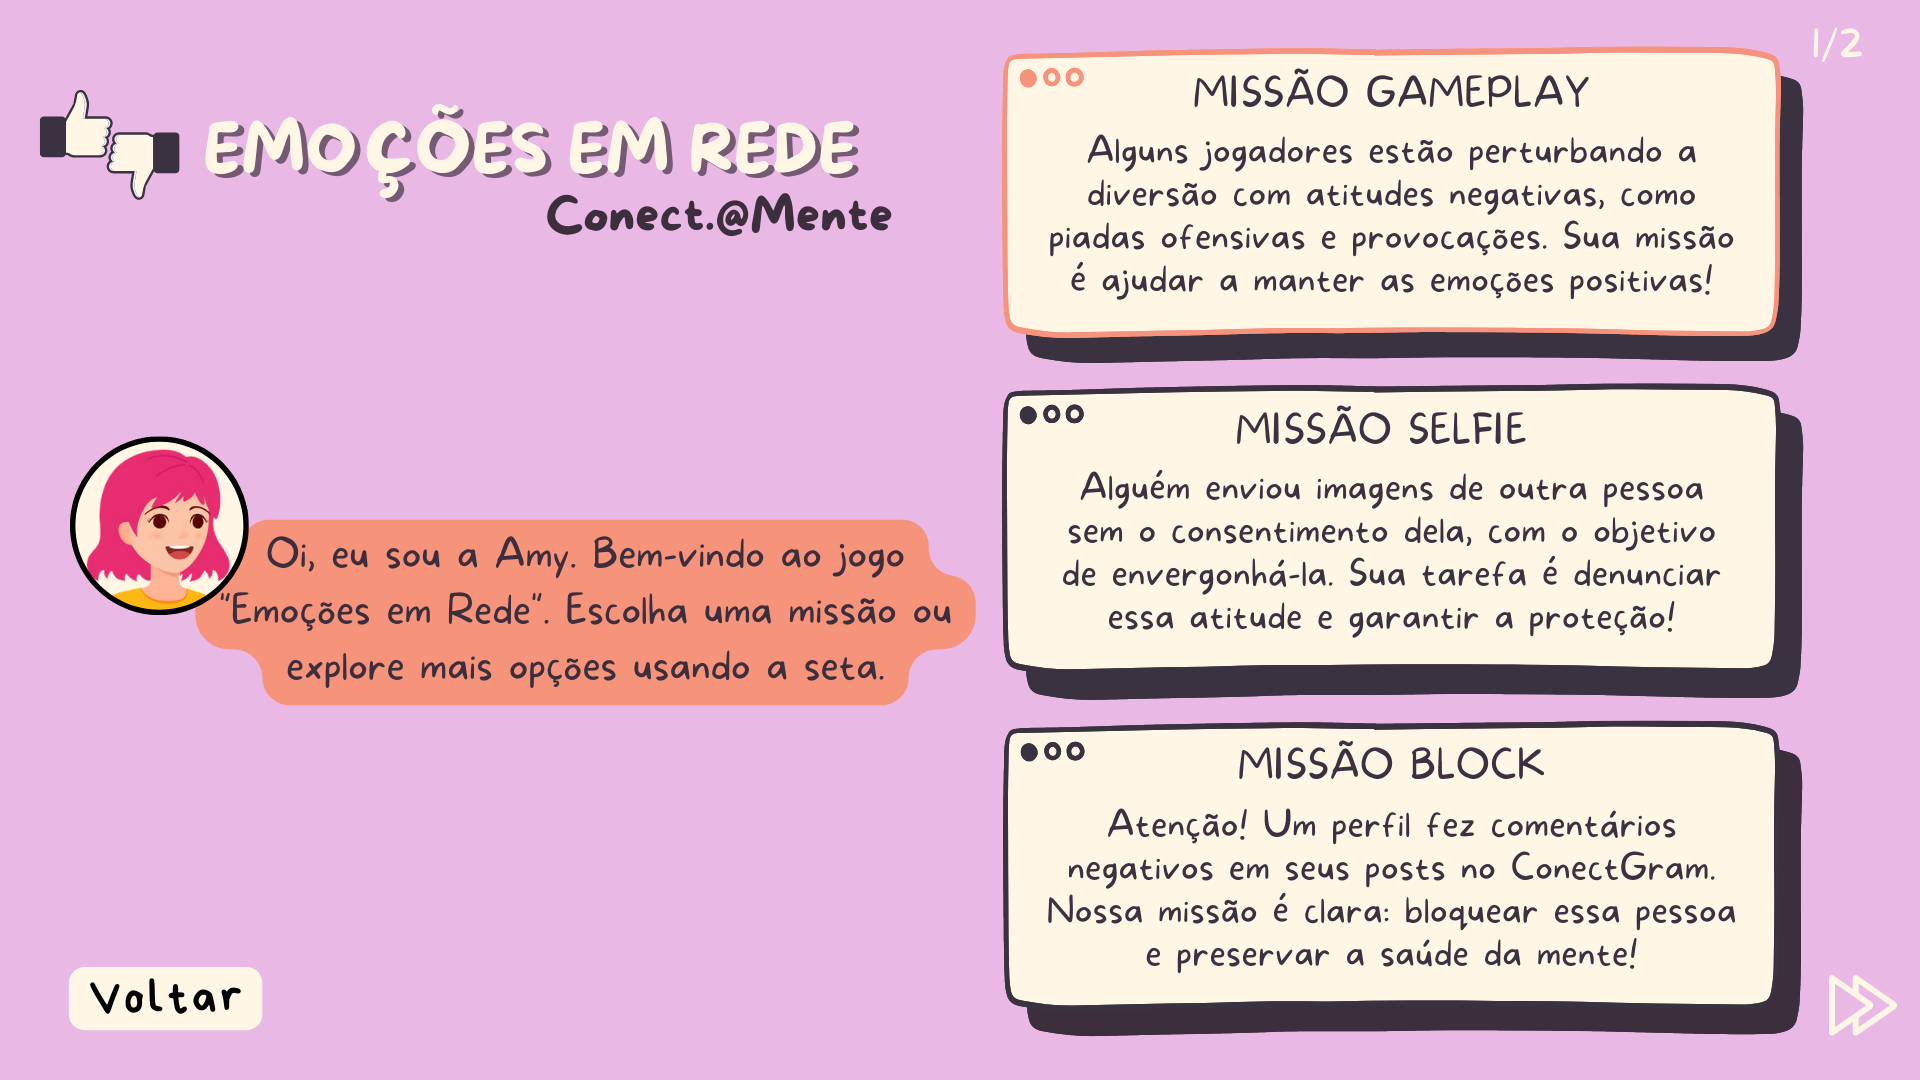 EMOÇÕES EM REDE
Conect.@Mente
Oi, eu sou a Amy. Bem-vindo ao jogo
"Emoções em Rede". Escolha uma missão ou
explore mais opções usando a seta.
Voltar
1/2
MISSÃO GAMEPLAY
Alguns jogadores estão perturbando a
diversão com atitudes negativas, como
piadas ofensivas e provocações. Sua missão
é ajudar a manter as emoções positivas!
MISSÃO SELFIE
Alguém enviou imagens de outra pessoa
sem o consentimento dela, com o objetivo
de envergonhá-la. Sua tarefa é denunciar
essa atitude e garantir a proteção!
MISSÃO BLOCK
Atenção! Um perfil fez comentários
negativos em seus posts no ConectGram.
Nossa missão é clara: bloquear essa pessoa
e preservar a saúde da mente!